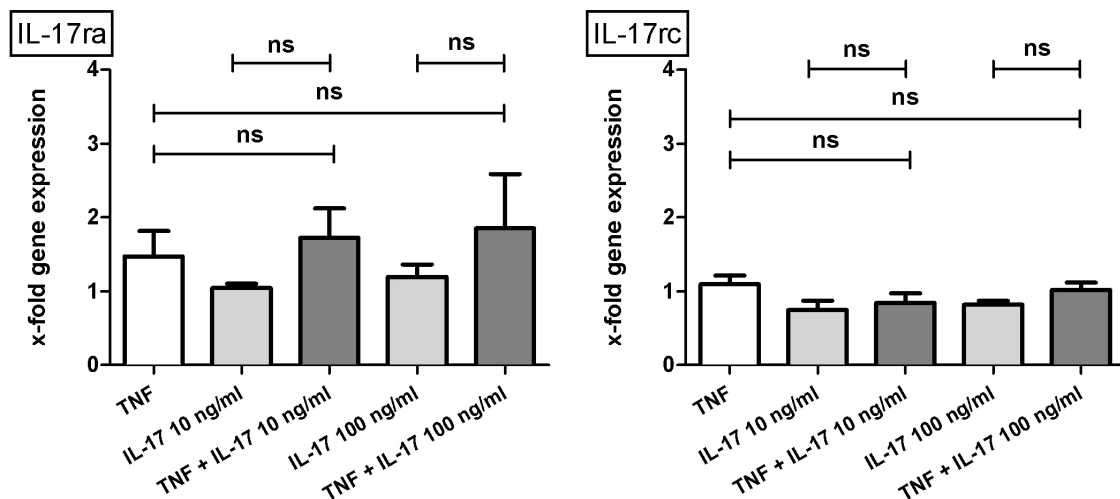 IL-17ra
x-fold gene expression
4
3
2
1
0
ns
ns
ns
ns
TNF
IL-17 10 ng/ml
TNF + IL-17 10 ng/ml
IL-17 100 ng/ml
TNF + IL-17 100 ng/ml
IL-17rc
x-fold gene expression
4
3
2
1
0
ns
ns
ns
ns
TNF
IL-17 10 ng/ml
TNF + IL-17 10 ng/ml
IL-17 100 ng/ml
TNF + IL-17 100 ng/ml